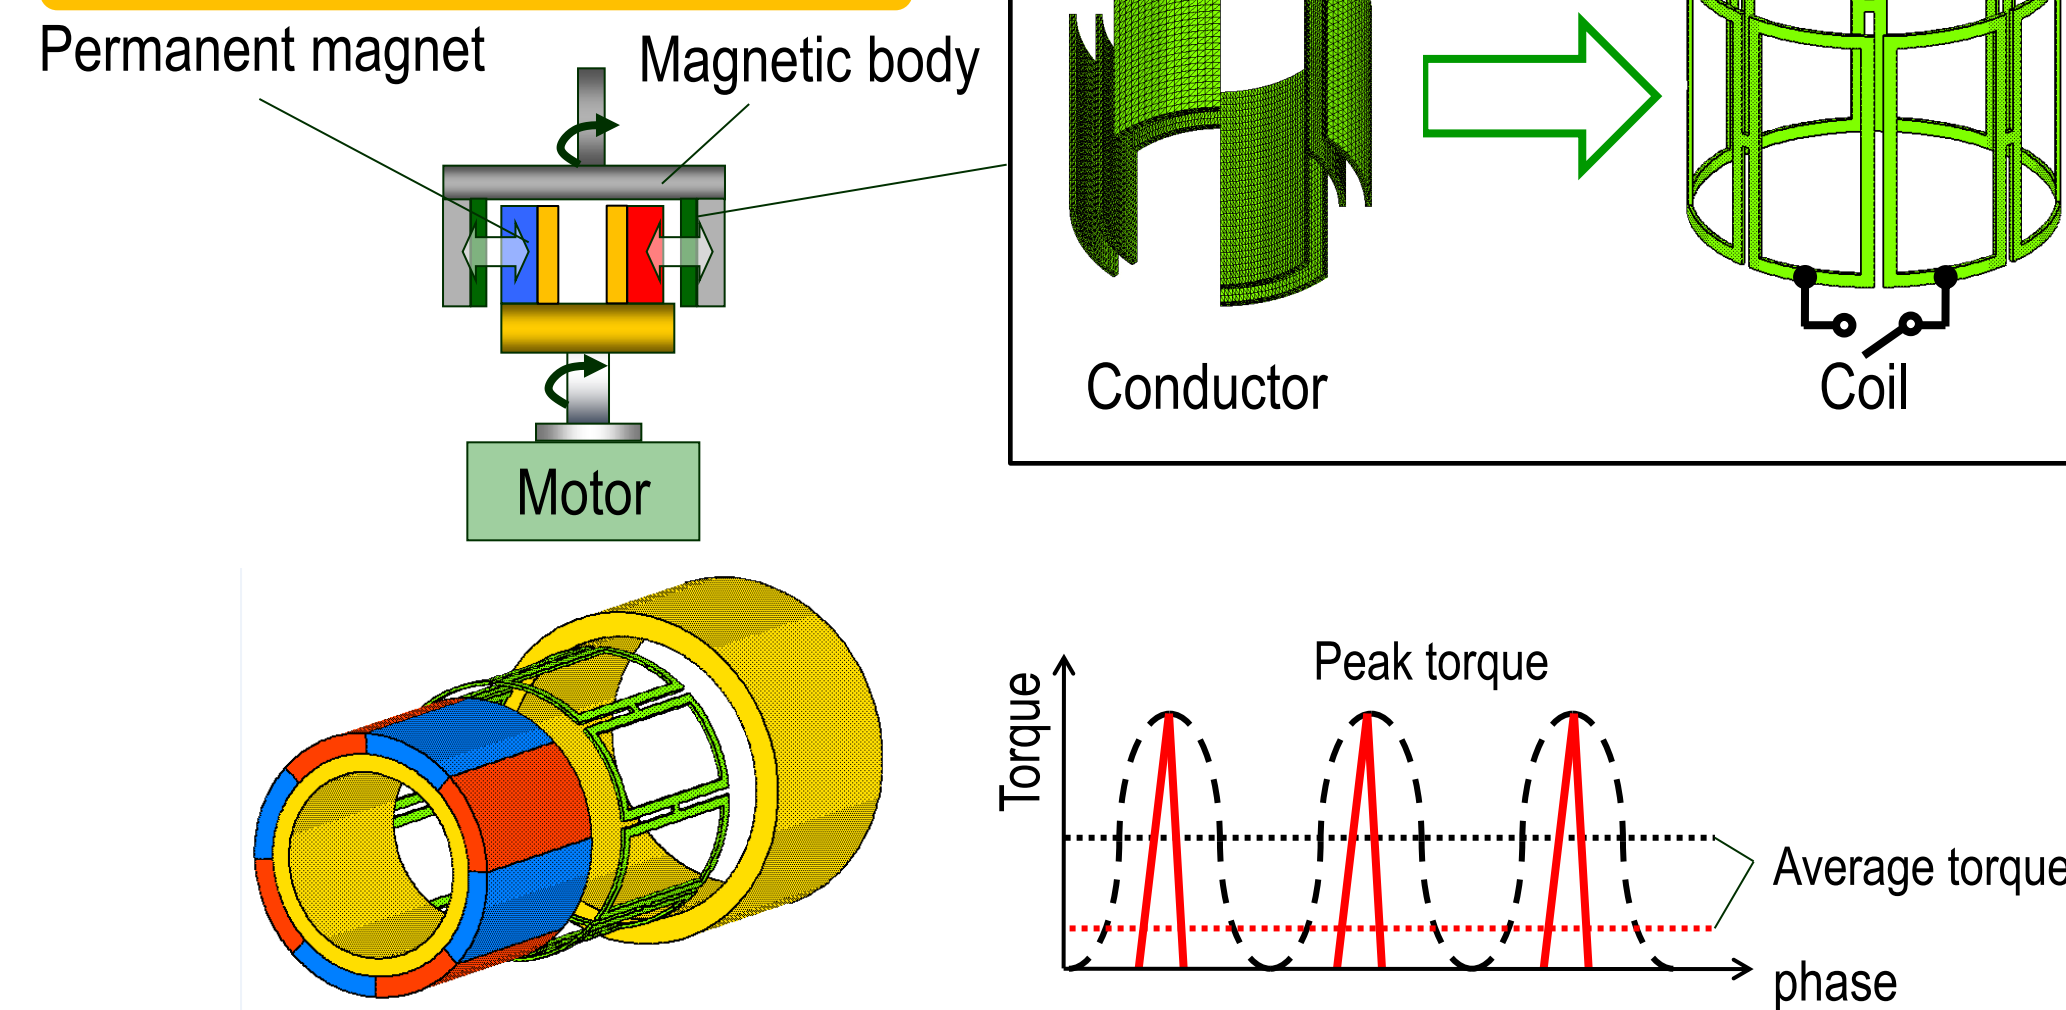 Permanent magnet
Magnetic body
Conductor
Coil
Motor
Peak torque
Torque
Average torque
phase